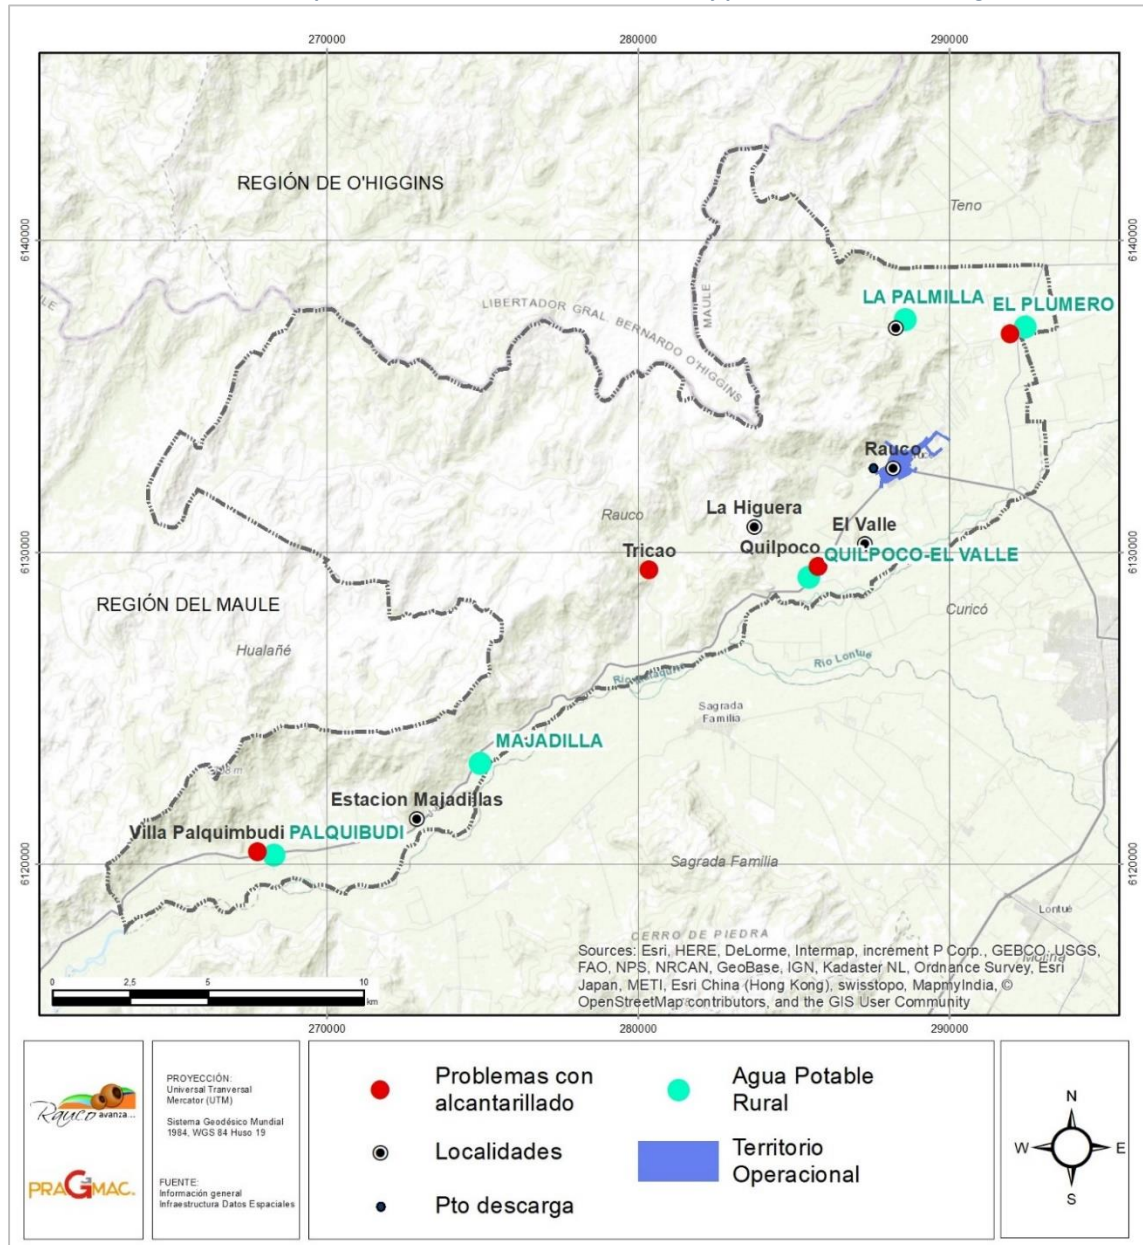 270000
280000
290000
REGIÓN DE O'HIGGINS
Teno
6140000
6140000
LA PALMILLA
EL PLUMERO
MAULE
LIBERTADOR GRAL. BERNARDO O'HIGGINS
Rauco
La Higuera
Rauco
El Valle
6130000
Tricao
Quilpoco
QUILPOCO-EL VALLE
6130000
REGIÓN DEL MAULE
Curicó
Hualañé
Río Lontué
Sagrada
Familia
MAJADILLA
Estacion Majadillas
Villa Palquimbudi
PALQUIBUDI
6120000
Sagrada Familia
6120000
Lontué
CERRO DE PIEDRA
Molina
Sources: Esri, HERE, DeLorme, Intermap, increment P Corp., GEBCO, USGS,
FAO, NPS, NRCAN, GeoBase, IGN, Kadaster NL, Ordnance Survey, Esri
Japan, METI, Esri China (Hong Kong), swisstopo, MapmyIndia, ©
OpenStreetMap contributors, and the GIS User Community
0 2,5 5 10
km
270000
280000
290000
Rauco avanza...
PRAGMAC.
PROYECCIÓN:
Universal Tranversal
Mercator (UTM)
Sistema Geodésico Mundial
1984, WGS 84 Huso 19
FUENTE:
Información general
Infraestructura Datos Espaciales
Problemas con
alcantarillado
Localidades
Pto descarga
Agua Potable
Rural
Territorio
Operacional
N
W
E
S